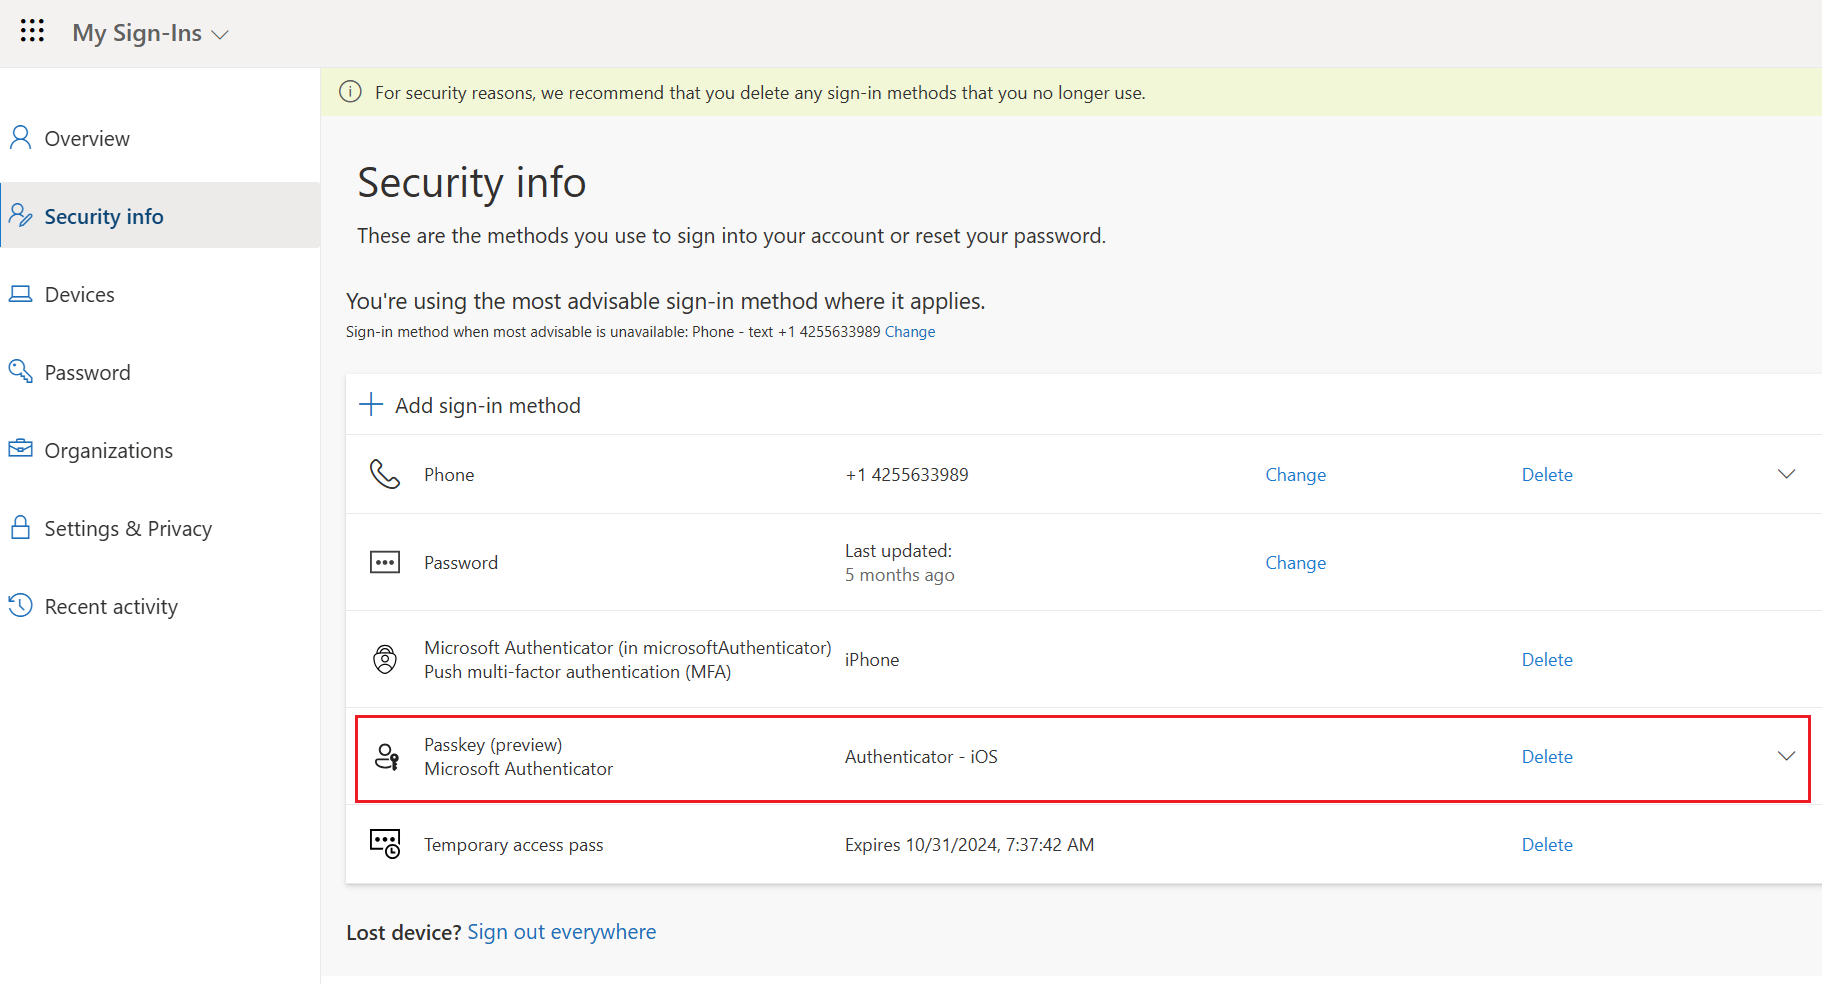 My Sign-Ins
For security reasons, we recommend that you delete any sign-in methods that you no longer use.
Overview
Security info
Devices
Password
Organizations
Settings & Privacy
Recent activity
Security info
These are the methods you use to sign into your account or reset your password.
You're using the most advisable sign-in method where it applies.
Sign-in method when most advisable is unavailable: Phone - text +1 4255633989 Change
Add sign-in method
Phone +1 4255633989 Change Delete
Password Last updated: Change
5 months ago
Microsoft Authenticator (in microsoftAuthenticator) iPhone Delete
Push multi-factor authentication (MFA)
Passkey (preview) Authenticator - iOS Delete
Microsoft Authenticator
Temporary access pass Expires 10/31/2024, 7:37:42 AM Delete
Lost device? Sign out everywhere